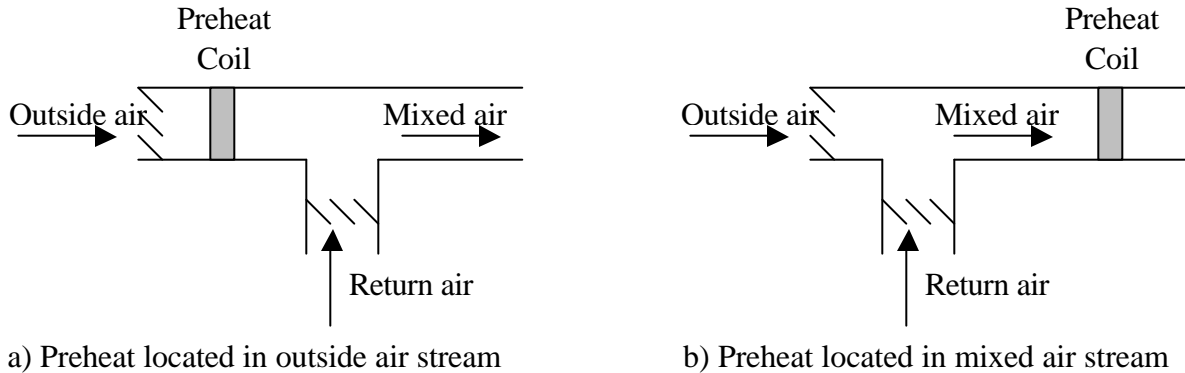 Preheat
Coil
Outside air
Mixed air
Return air
a) Preheat located in outside air stream
Preheat
Coil
Outside air
Mixed air
Return air
b) Preheat located in mixed air stream